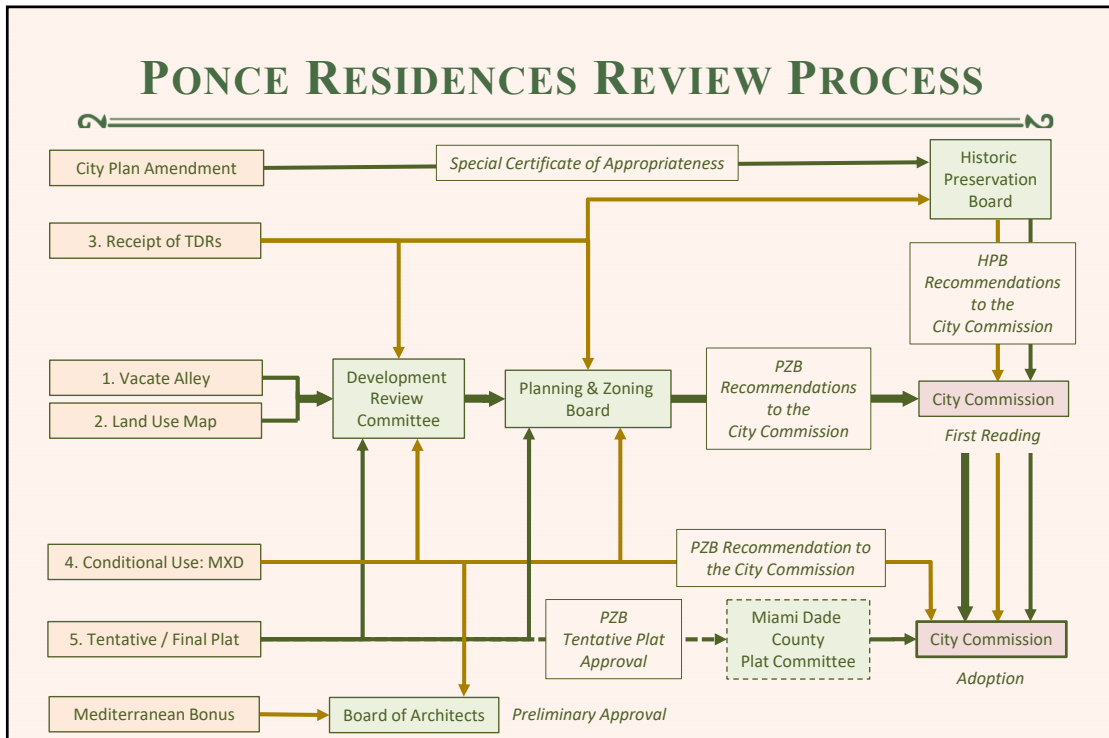 PONCE RESIDENCES REVIEW PROCESS
City Plan Amendment
Special Certificate of Appropriateness
Historic
Preservation
Board
3. Receipt of TDRs
HPB
Recommendations
to the
City Commission
1. Vacate Alley
2. Land Use Map
Development
Review
Committee
Planning & Zoning
Board
PZB
Recommendations
to the
City Commission
City Commission
First Reading
4. Conditional Use: MXD
PZB Recommendation to
the City Commission
5. Tentative / Final Plat
PZB
Tentative Plat
Approval
Miami Dade
County
Plat Committee
City Commission
Adoption
Mediterranean Bonus
Board of Architects
Preliminary Approval